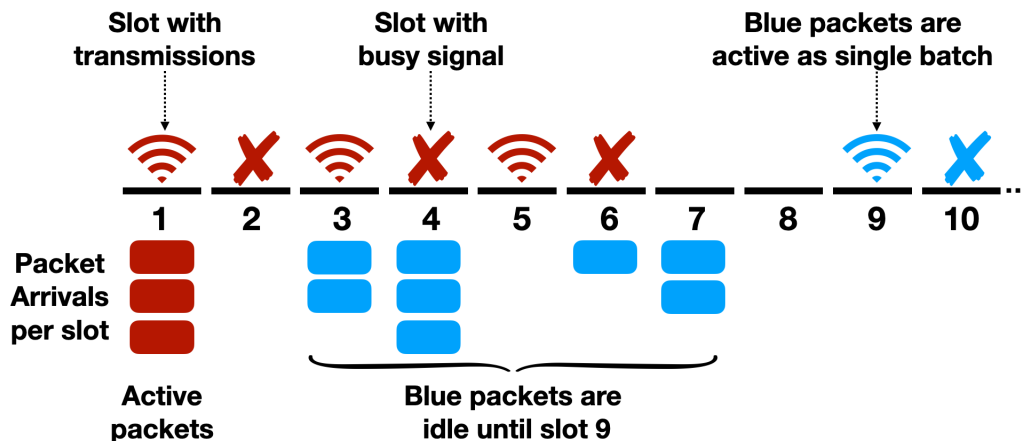 Slot with
transmissions
Slot with
busy signal
Blue packets are
active as single batch
1 2 3 4 5 6 7 8 9 10 ..
Packet
Arrivals
per slot
Active
packets
Blue packets are
idle until slot 9